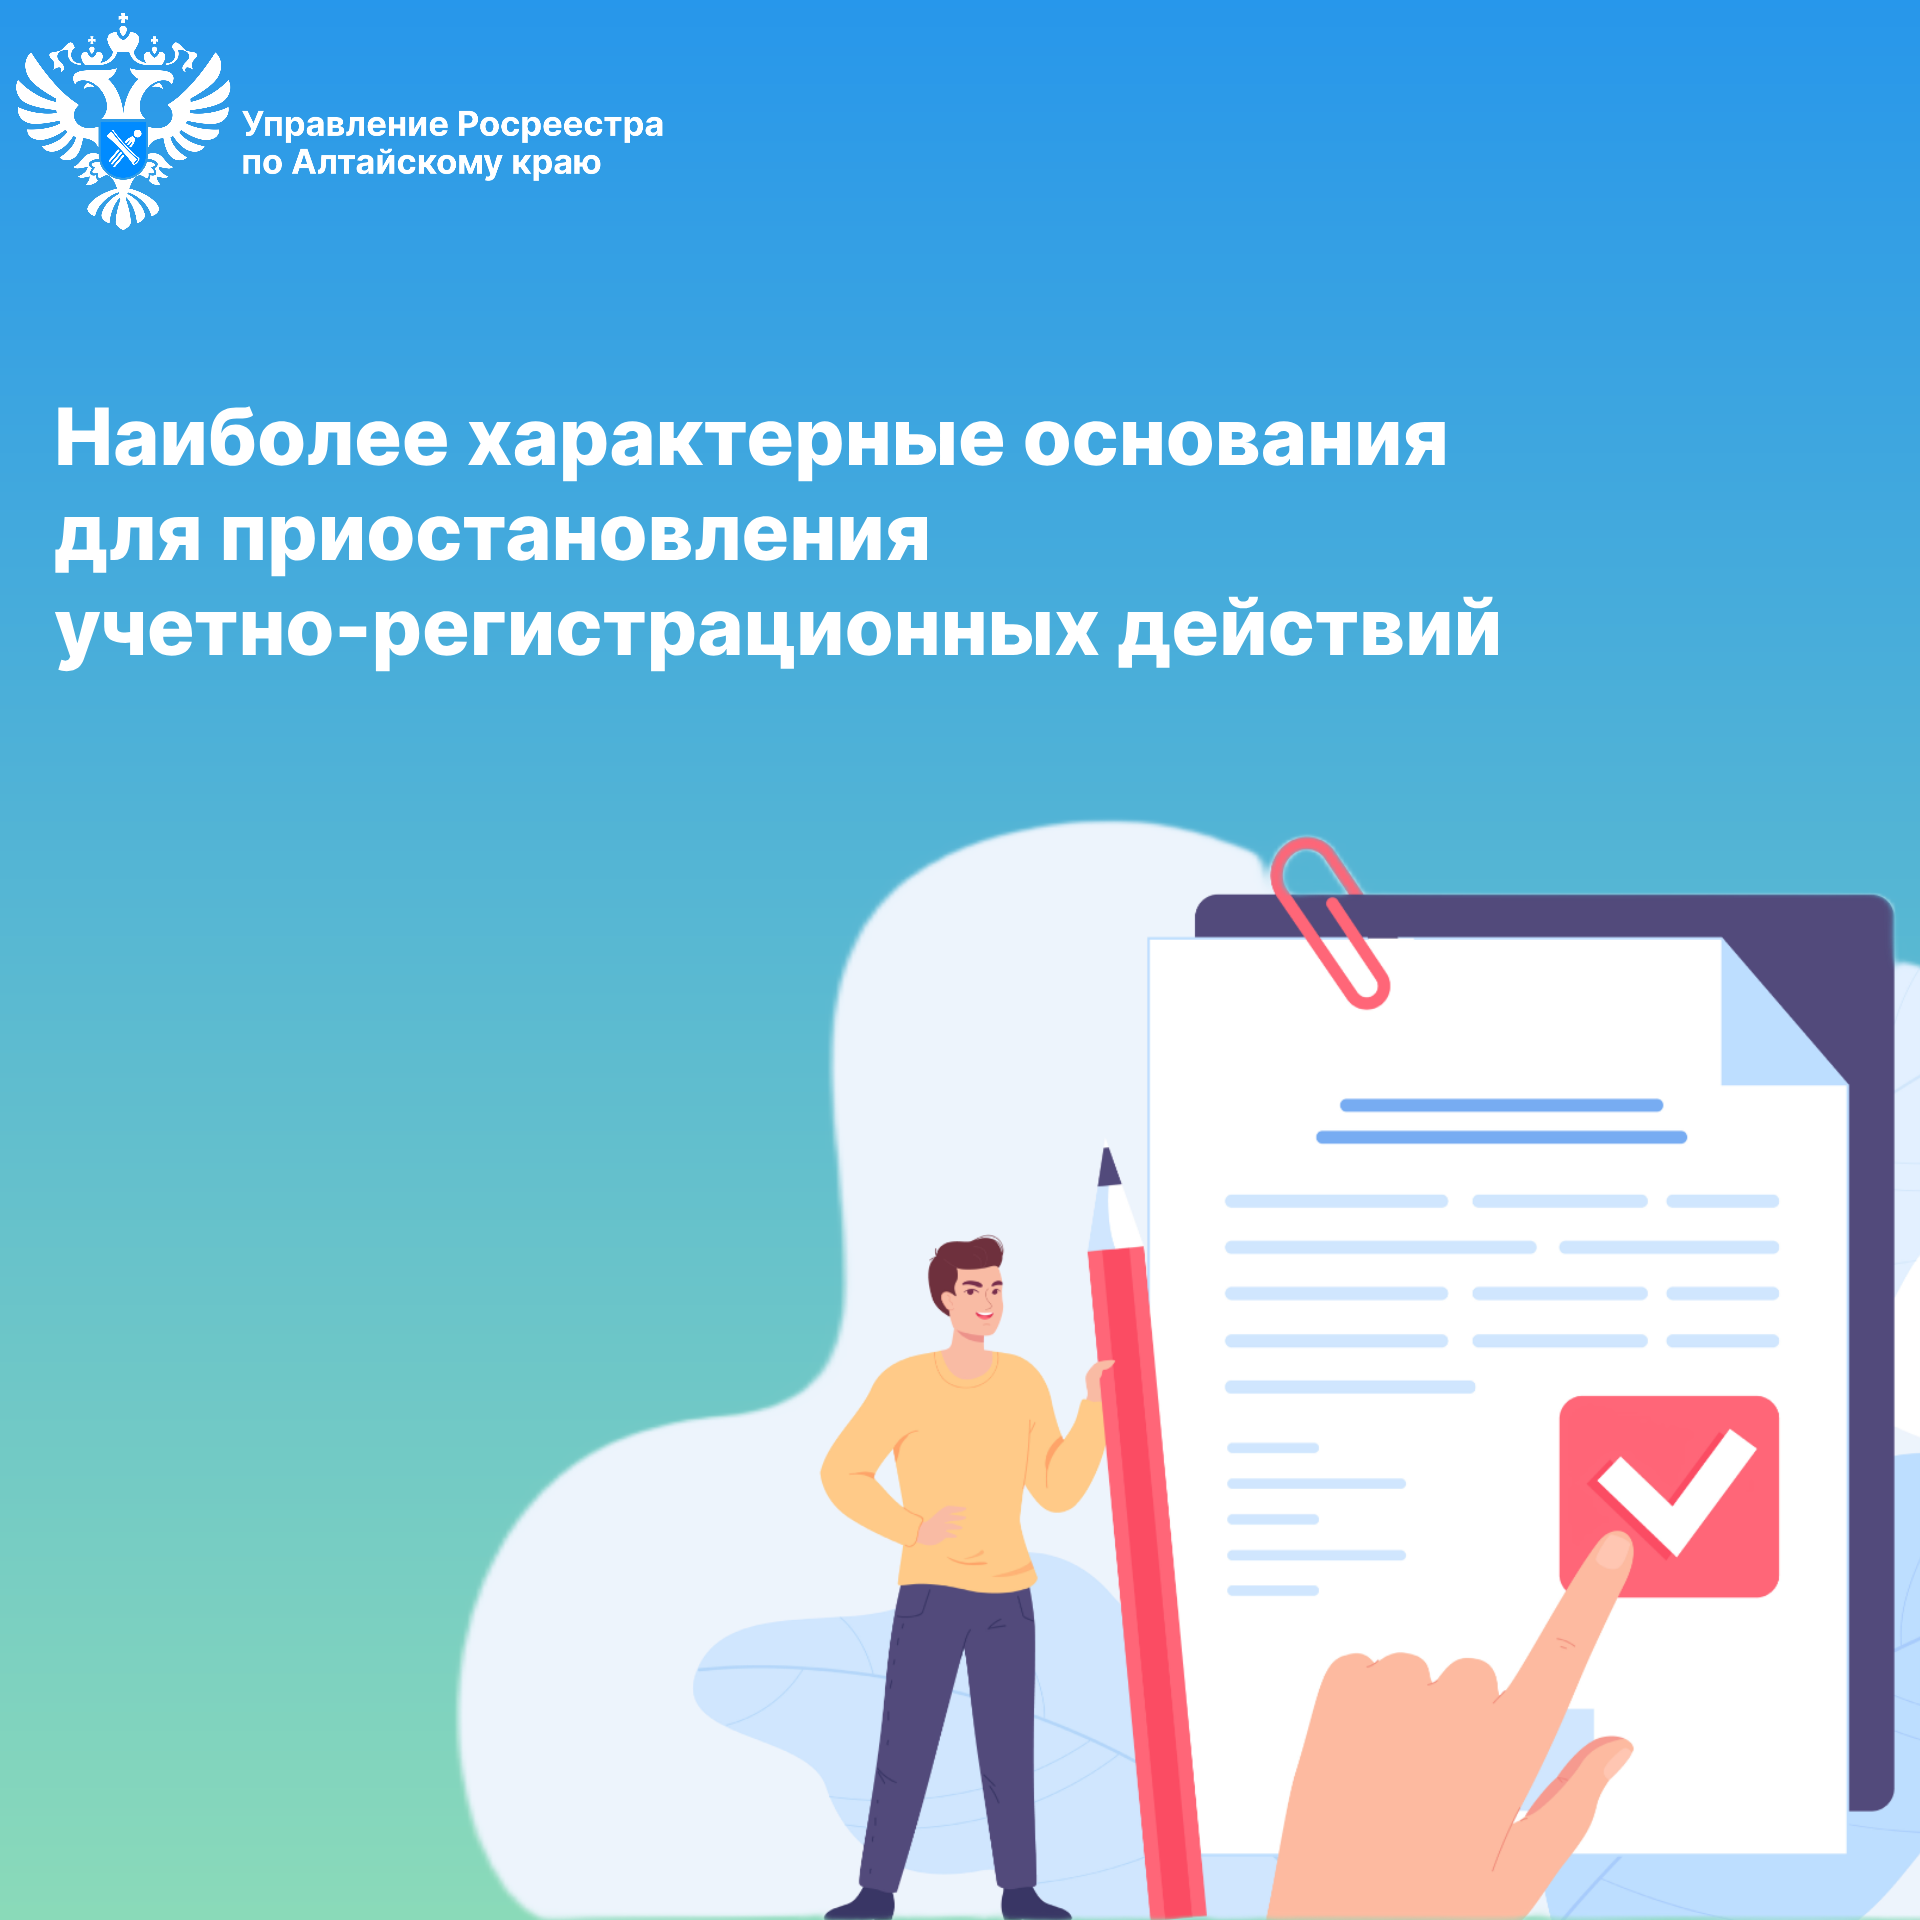 Управление Росреестра
по Алтайскому краю
Наиболее характерные основания
для приостановления
учетно-регистрационных действий